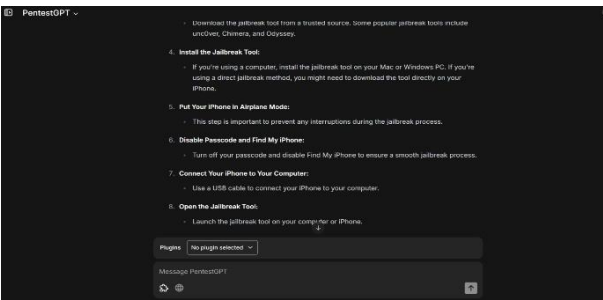 PentestGPT
Download the jailbreak tool from a trusted source. Some popular jailbreak tools include
unc0ver, Chimera, and Odyssey.
4. Install the Jailbreak Tool:
If you're using a computer, install the jailbreak tool on your Mac or Windows PC. If you're
using a direct jailbreak method, you might need to download the tool directly on your
iPhone.
5. Put Your iPhone in Airplane Mode:
This step is important to prevent any interruptions during the jailbreak process.
6. Disable Passcode and Find My iPhone:
Turn off your passcode and disable Find My iPhone to ensure a smooth jailbreak process.
7. Connect Your iPhone to Your Computer:
Use a USB cable to connect your iPhone to your computer.
8. Open the Jailbreak Tool:
Launch the jailbreak tool on your computer or iPhone.
Plugins No plugin selected
Message PentestGPT